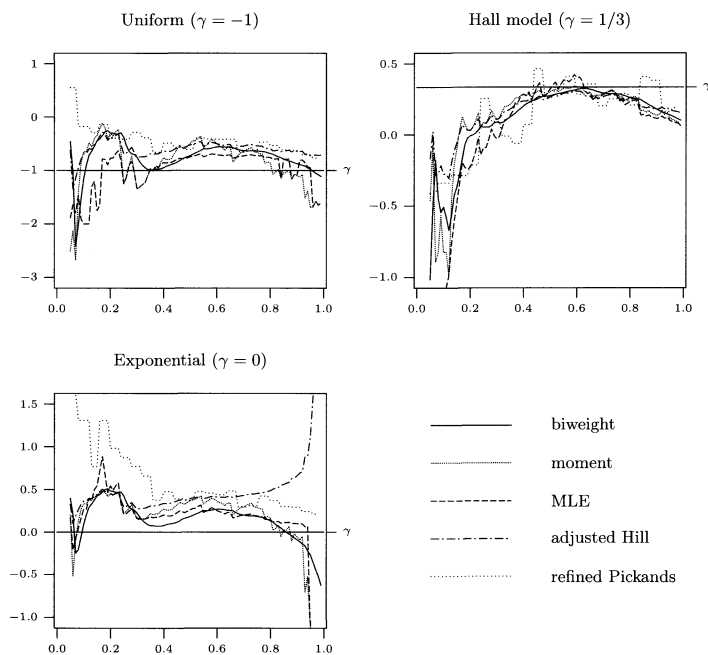 Uniform (γ = −1)
1
0
−1
−2
−3
γ
0.0 0.2 0.4 0.6 0.8 1.0
Hall model (γ = 1/3)
0.5
0.0
−0.5
−1.0
γ
0.0 0.2 0.4 0.6 0.8 1.0
Exponential (γ = 0)
1.5
1.0
0.5
0.0
−0.5
−1.0
γ
0.0 0.2 0.4 0.6 0.8 1.0
biweight
moment
MLE
adjusted Hill
refined Pickands